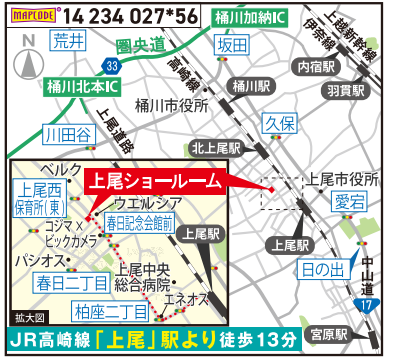 MAPCODE 14 234 027*56
荒井
N
圏央道
33
桶川加納IC
坂田
上越新幹線
伊奈線
内宿駅
羽貫駅
桶川北本IC
高崎線
桶川駅
桶川市役所
川田谷
上尾道路
久保
北上尾駅
ベルク
上尾ショールーム
上尾市役所
上尾西
保育所(東)
ウエルシア
春日記念会館前
愛宕
コジマ×
ビックカメラ
上尾駅
上尾駅
パシオス
上尾中央
総合病院
日の出
春日二丁目
エネオス
中山道
17
柏座二丁目
拡大図
宮原駅
JR高崎線「上尾」駅より徒歩13分